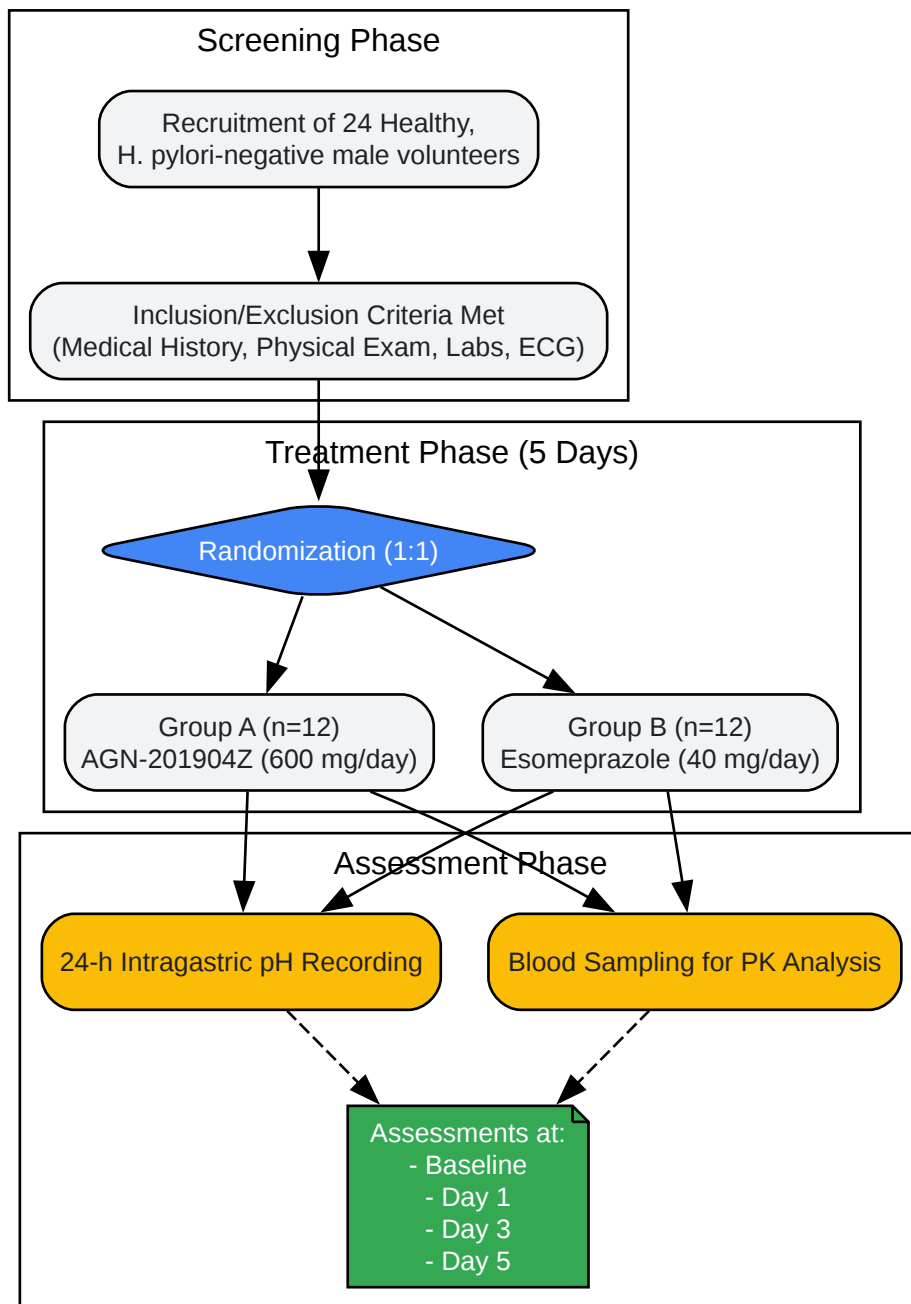 Screening Phase
Recruitment of 24 Healthy,
H. pylori-negative male volunteers
Inclusion/Exclusion Criteria Met
(Medical History, Physical Exam, Labs, ECG)
Treatment Phase (5 Days)
Randomization (1:1)
Group A (n=12)
AGN-201904Z (600 mg/day)
Group B (n=12)
Esomeprazole (40 mg/day)
Assessment Phase
24-h Intragastric pH Recording
Blood Sampling for PK Analysis
Assessments at:
- Baseline
- Day 1
- Day 3
- Day 5